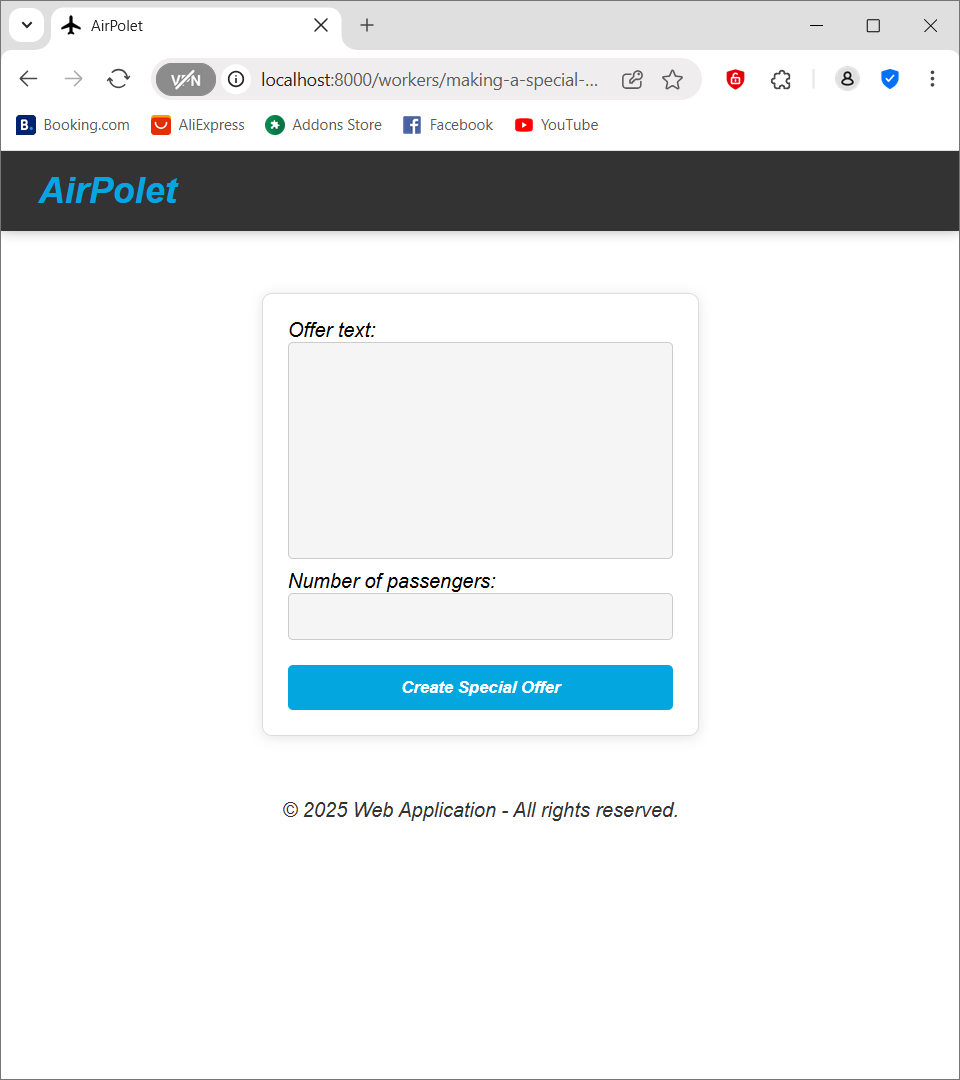 AirPolet
VPN
localhost:8000/workers/making-a-special-...
B. Booking.com AliExpress Addons Store Facebook YouTube
AirPolet
Offer text:
Number of passengers:
Create Special Offer
© 2025 Web Application - All rights reserved.